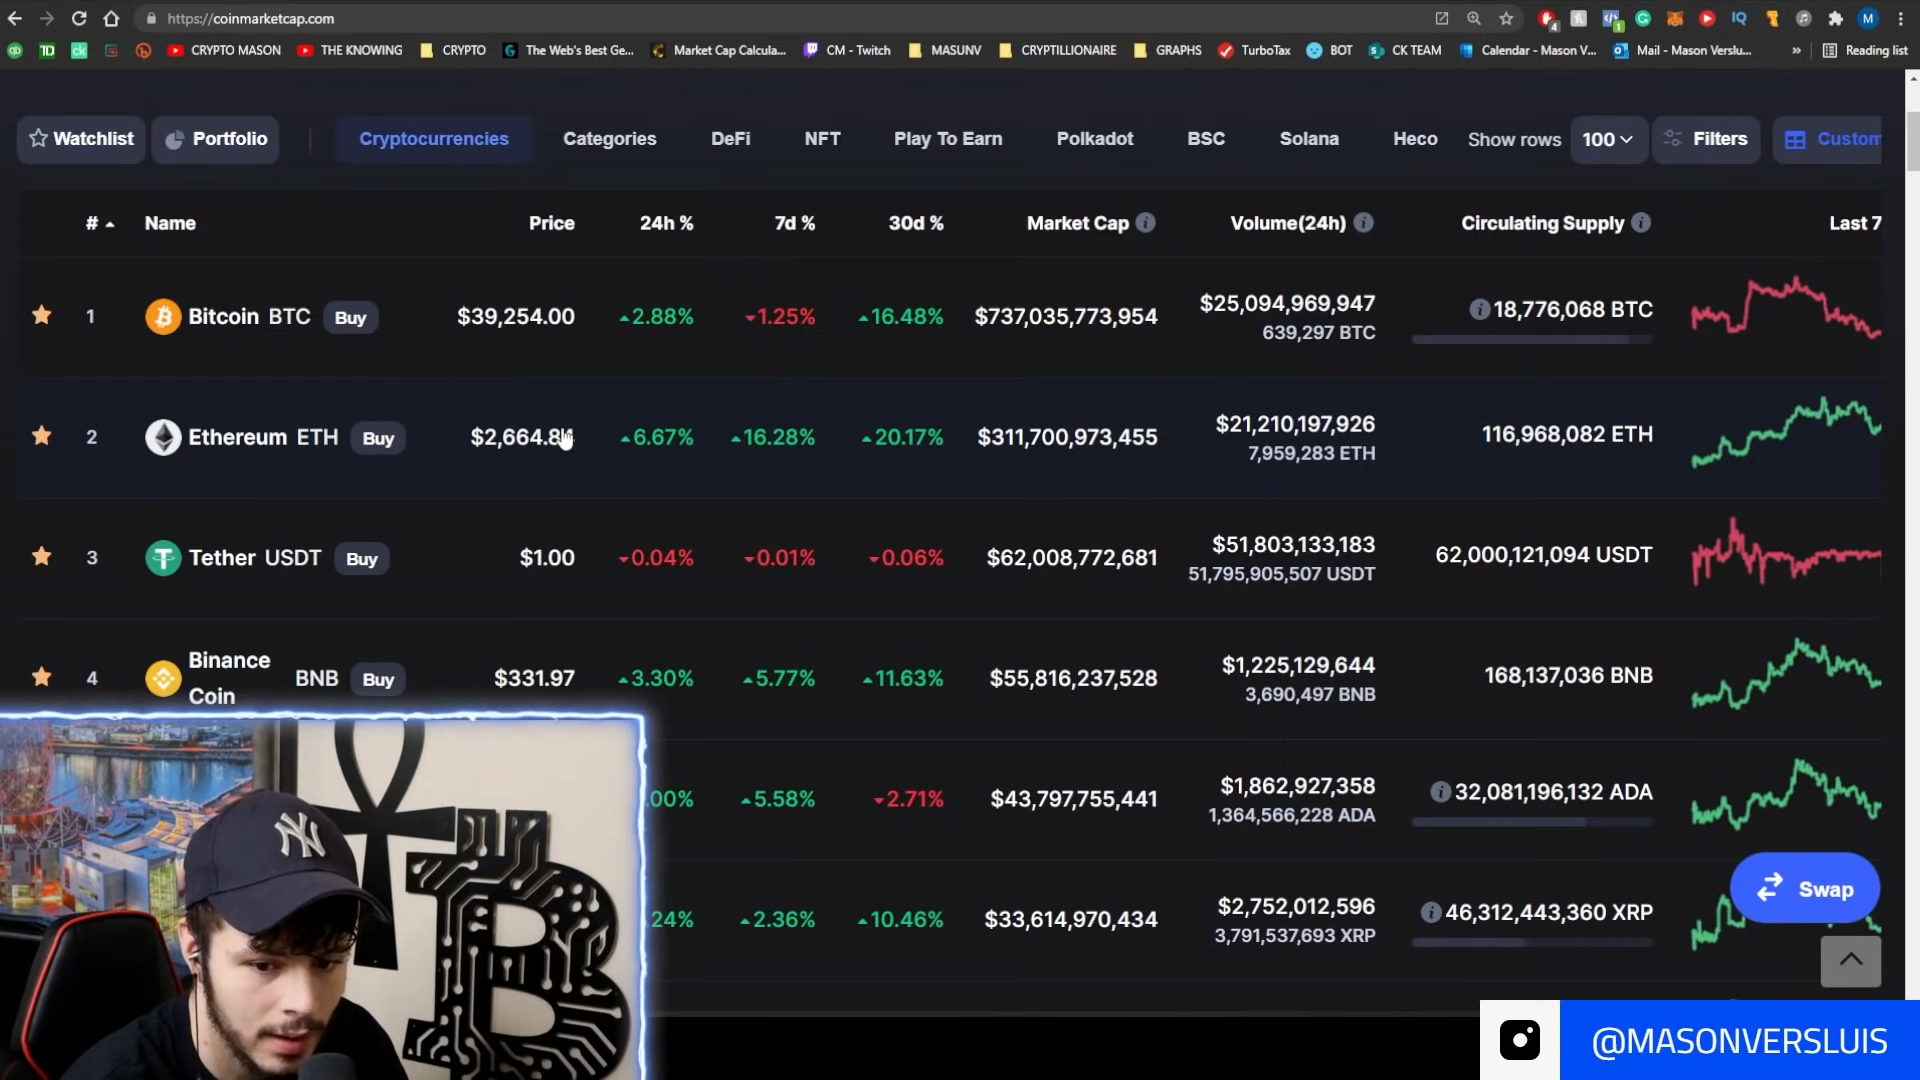 https://coinmarketcap.com
CRYPTO MASON THE KNOWING CRYPTO The Web's Best Ge... Market Cap Calcula... CM - Twitch MASUNV CRYPTILLIONAIRE GRAPHS TurboTax BOT CK TEAM Calendar - Mason V... Mail - Mason Verslu... » Reading list
Watchlist Portfolio Cryptocurrencies Categories DeFi NFT Play To Earn Polkadot BSC Solana Heco Show rows 100 Filters Custom
# Name Price 24h % 7d % 30d % Market Cap Volume(24h) Circulating Supply Last 7
1 Bitcoin BTC Buy $39,254.00 2.88% 1.25% 16.48% $737,035,773,954 $25,094,969,947 18,776,068 BTC
639,297 BTC
2 Ethereum ETH Buy 6.67% 16.28% 20.17% $311,700,973,455 $21,210,197,926 116,968,082 ETH
7,959,283 ETH
3 Tether USDT Buy $1.00 0.04% 0.01% 0.06% $62,008,772,681 $51,803,133,183 62,000,121,094 USDT
51,795,905,507 USDT
4 Binance Coin BNB Buy $331.97 3.30% 5.77% 11.63% $55,816,237,528 $1,225,129,644 168,137,036 BNB
3,690,497 BNB
.00% 5.58% 2.71% $43,797,755,441 $1,862,927,358 32,081,196,132 ADA
1,364,566,228 ADA
.24% 2.36% 10.46% $33,614,970,434 $2,752,012,596 46,312,443,360 XRP
3,791,537,693 XRP
Swap
NY
@MASONVERSLUIS